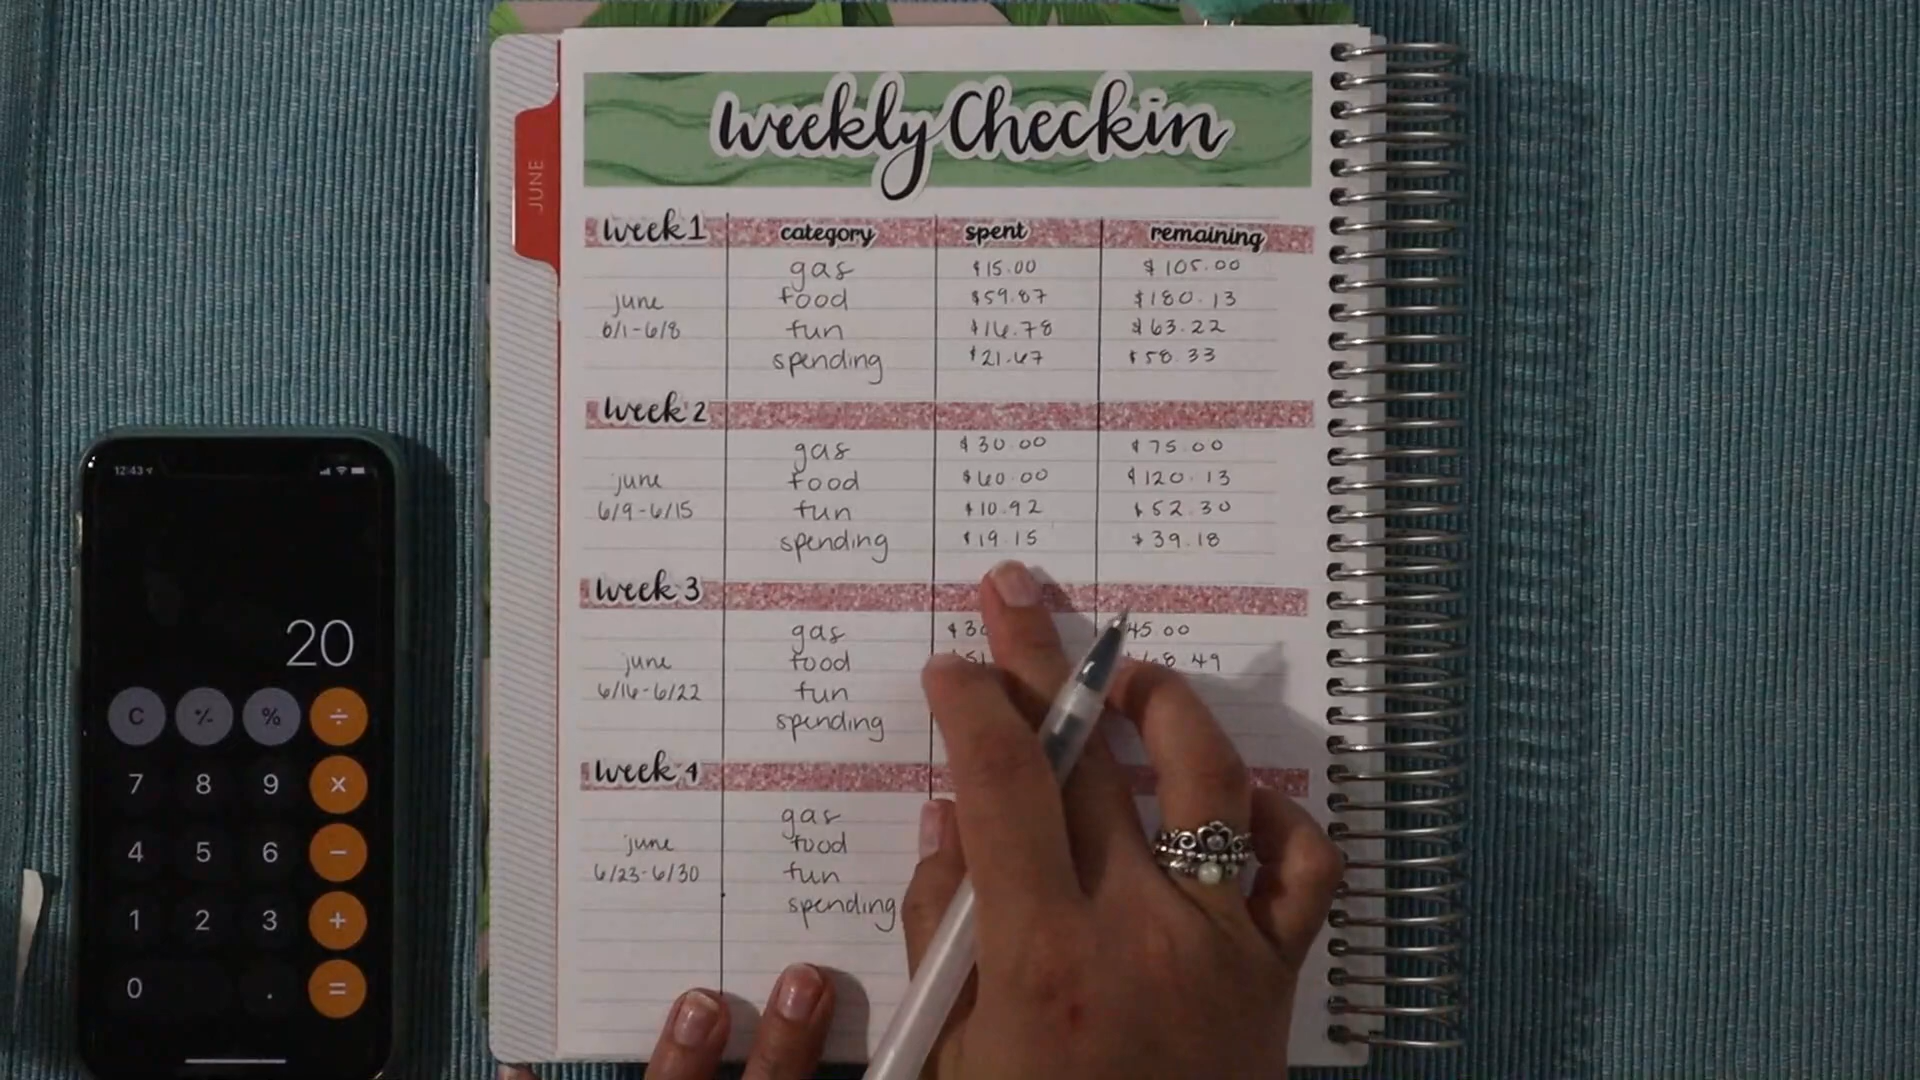 Weekly Checkin
JUNE
Week 1 category spent remaining
gas $15.00 $105.00
june food $59.87 $180.13
6/1-6/8 fun $16.78 $63.22
spending $21.67 $58.33
Week 2
gas $30.00 $75.00
june food $60.00 $120.13
6/9-6/15 fun $10.92 $52.30
spending $19.15 $39.18
Week 3
gas 45.00
june food 68.49
6/16-6/22 fun
spending
Week 4
gas
june food
6/23-6/30 fun
spending
12:43
20
C % ÷
7 8 9 ×
4 5 6 −
1 2 3 +
0 . =